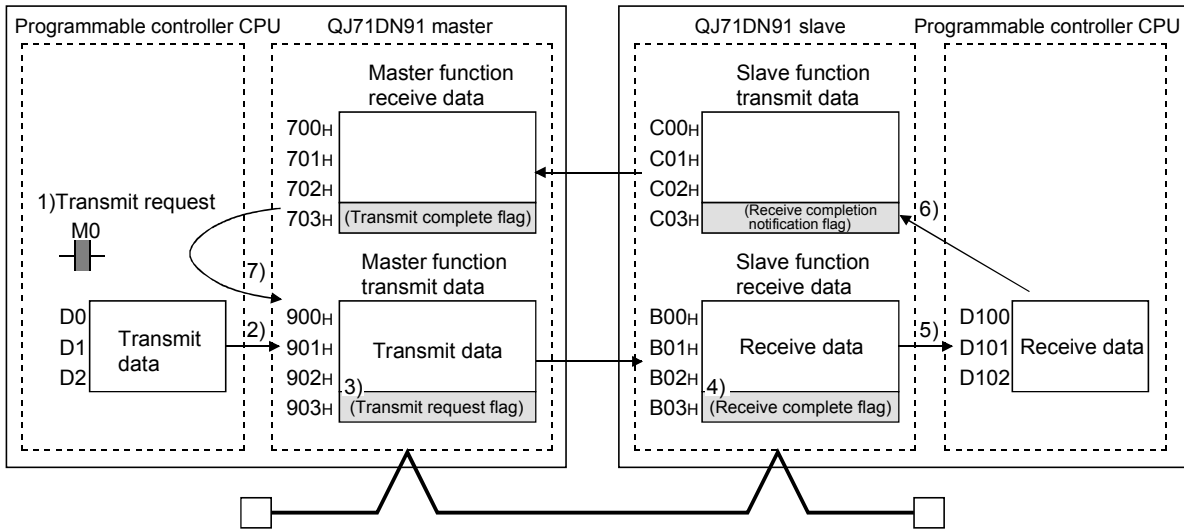 Programmable controller CPU
QJ71DN91 master
QJ71DN91 slave
Programmable controller CPU
Master function
receive data
700H
701H
702H
703H
(Transmit complete flag)
Slave function
transmit data
C00H
C01H
C02H
C03H
(Receive completion
notification flag)
6)
1)Transmit request
M0
7)
D0
D1
D2
Transmit
data
2)
Master function
transmit data
900H
901H
902H
903H
Transmit data
3)
(Transmit request flag)
Slave function
receive data
B00H
B01H
B02H
B03H
Receive data
4)
(Receive complete flag)
5)
D100
D101
D102
Receive data